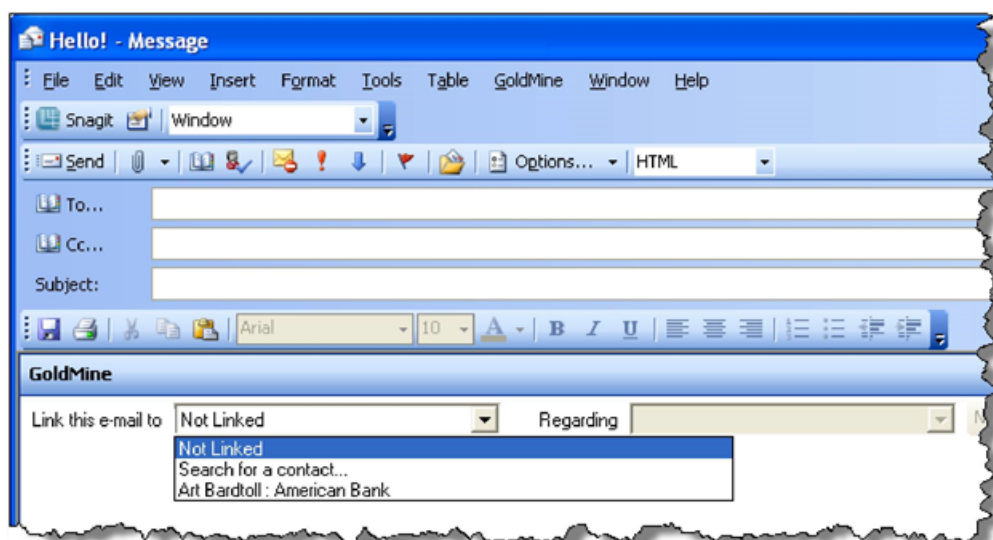 Hello! - Message
File Edit View Insert Format Tools Table GoldMine Window Help
Snagit Window
Send Options... HTML
To...
Cc...
Subject:
Arial 10 A B I U
GoldMine
Link this e-mail to Not Linked Regarding
Not Linked
Search for a contact...
Art Bardtoll : American Bank